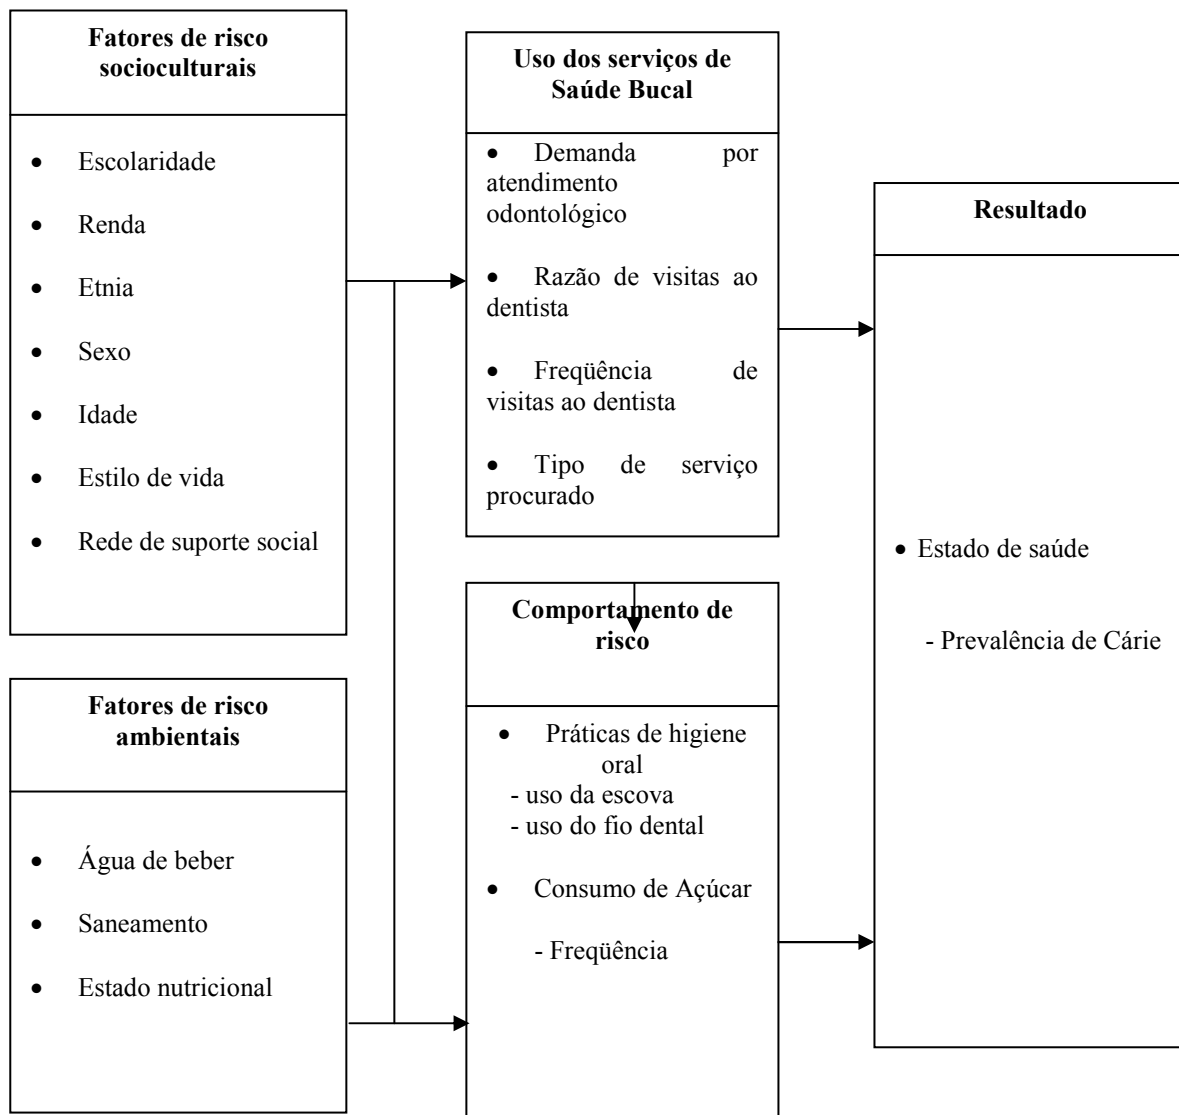 Fatores de risco
socioculturais
• Escolaridade
• Renda
• Etnia
• Sexo
• Idade
• Estilo de vida
• Rede de suporte social
Fatores de risco
ambientais
• Água de beber
• Saneamento
• Estado nutricional
Uso dos serviços de
Saúde Bucal
• Demanda por
atendimento
odontológico
• Razão de visitas ao
dentista
• Freqüência de
visitas ao dentista
• Tipo de serviço
procurado
Comportamento de
risco
• Práticas de higiene
oral
- uso da escova
- uso do fio dental
• Consumo de Açúcar
- Freqüência
Resultado
• Estado de saúde
- Prevalência de Cárie